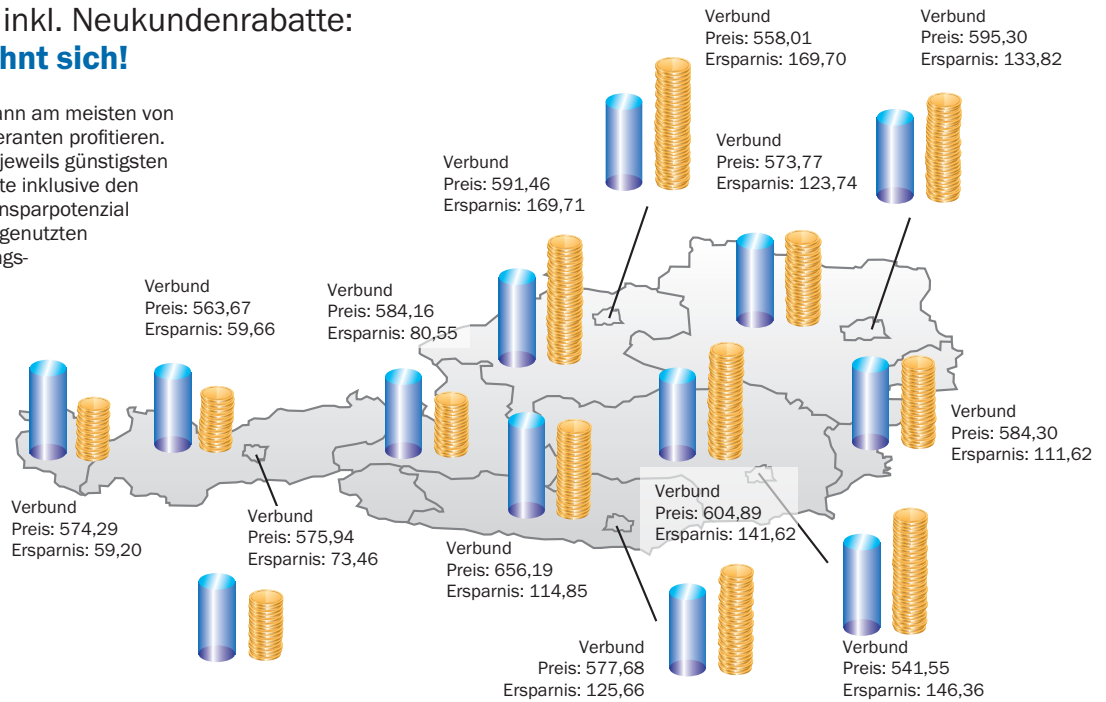 inkl. Neukundenrabatte:
hnt sich!
ann am meisten von
eranten profitieren.
jeweils günstigsten
te inklusive den
nsparpotenzial
genutzten
gs-
Verbund
Preis: 558,01
Ersparnis: 169,70
Verbund
Preis: 595,30
Ersparnis: 133,82
Verbund
Preis: 573,77
Ersparnis: 123,74
Verbund
Preis: 591,46
Ersparnis: 169,71
Verbund
Preis: 563,67
Ersparnis: 59,66
Verbund
Preis: 584,16
Ersparnis: 80,55
Verbund
Preis: 584,30
Ersparnis: 111,62
Verbund
Preis: 574,29
Ersparnis: 59,20
Verbund
Preis: 575,94
Ersparnis: 73,46
Verbund
Preis: 656,19
Ersparnis: 114,85
Verbund
Preis: 604,89
Ersparnis: 141,62
Verbund
Preis: 577,68
Ersparnis: 125,66
Verbund
Preis: 541,55
Ersparnis: 146,36